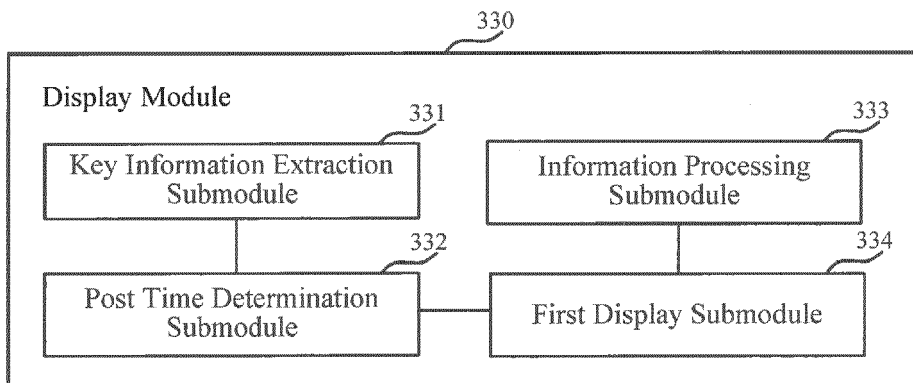 330
Display Module
331
Key Information Extraction
Submodule
333
Information Processing
Submodule
332
Post Time Determination
Submodule
334
First Display Submodule